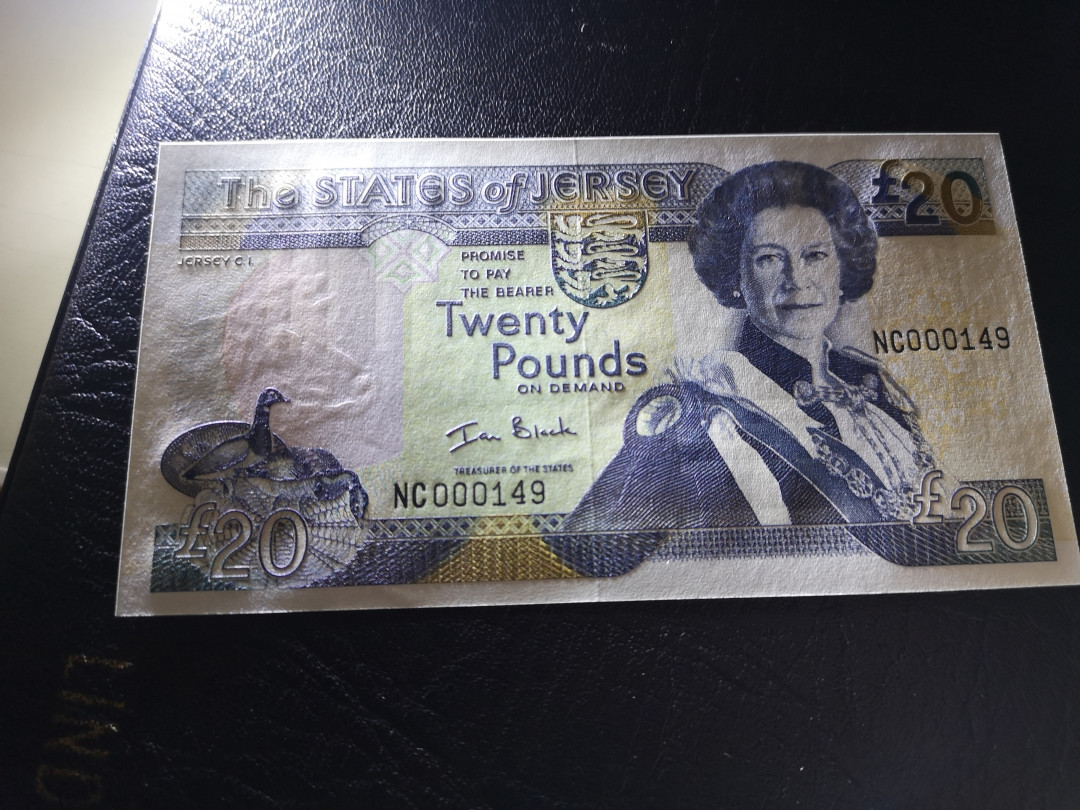 The STATES of JERSEY
£20
JERSEY C.I.
PROMISE
TO PAY
THE BEARER
Twenty
Pounds
ON DEMAND
NC000149
Ian Black
TREASURER OF THE STATES
NC000149
£20
£20